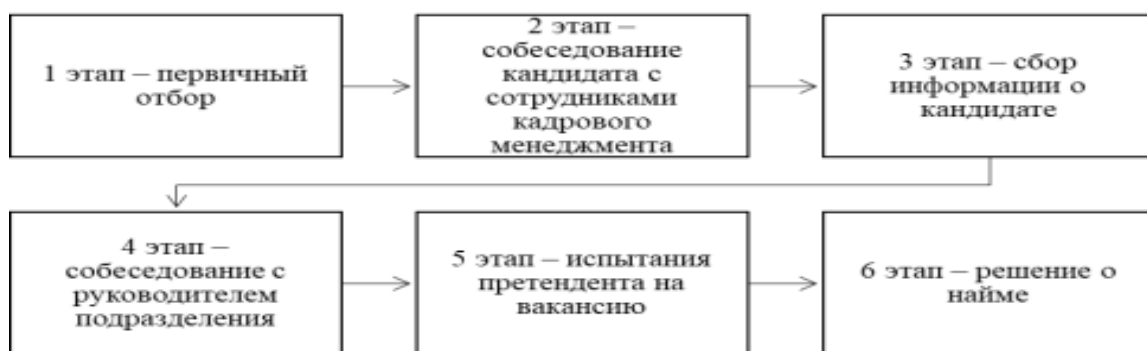 1 этап – первичный
отбор
2 этап –
собеседование
кандидата с
сотрудниками
кадрового
менеджмента
3 этап – сбор
информации о
кандидате
4 этап –
собеседование с
руководителем
подразделения
5 этап – испытания
претендента на
вакансию
6 этап – решение о
найме